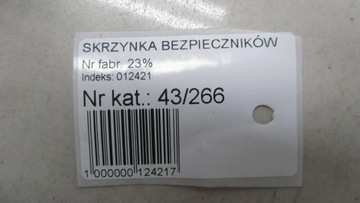 SKRZYNKA BEZPIECZNIKÓW
Nr fabr. 23%
Indeks: 012421
Nr kat.: 43/266
1 000000 124217